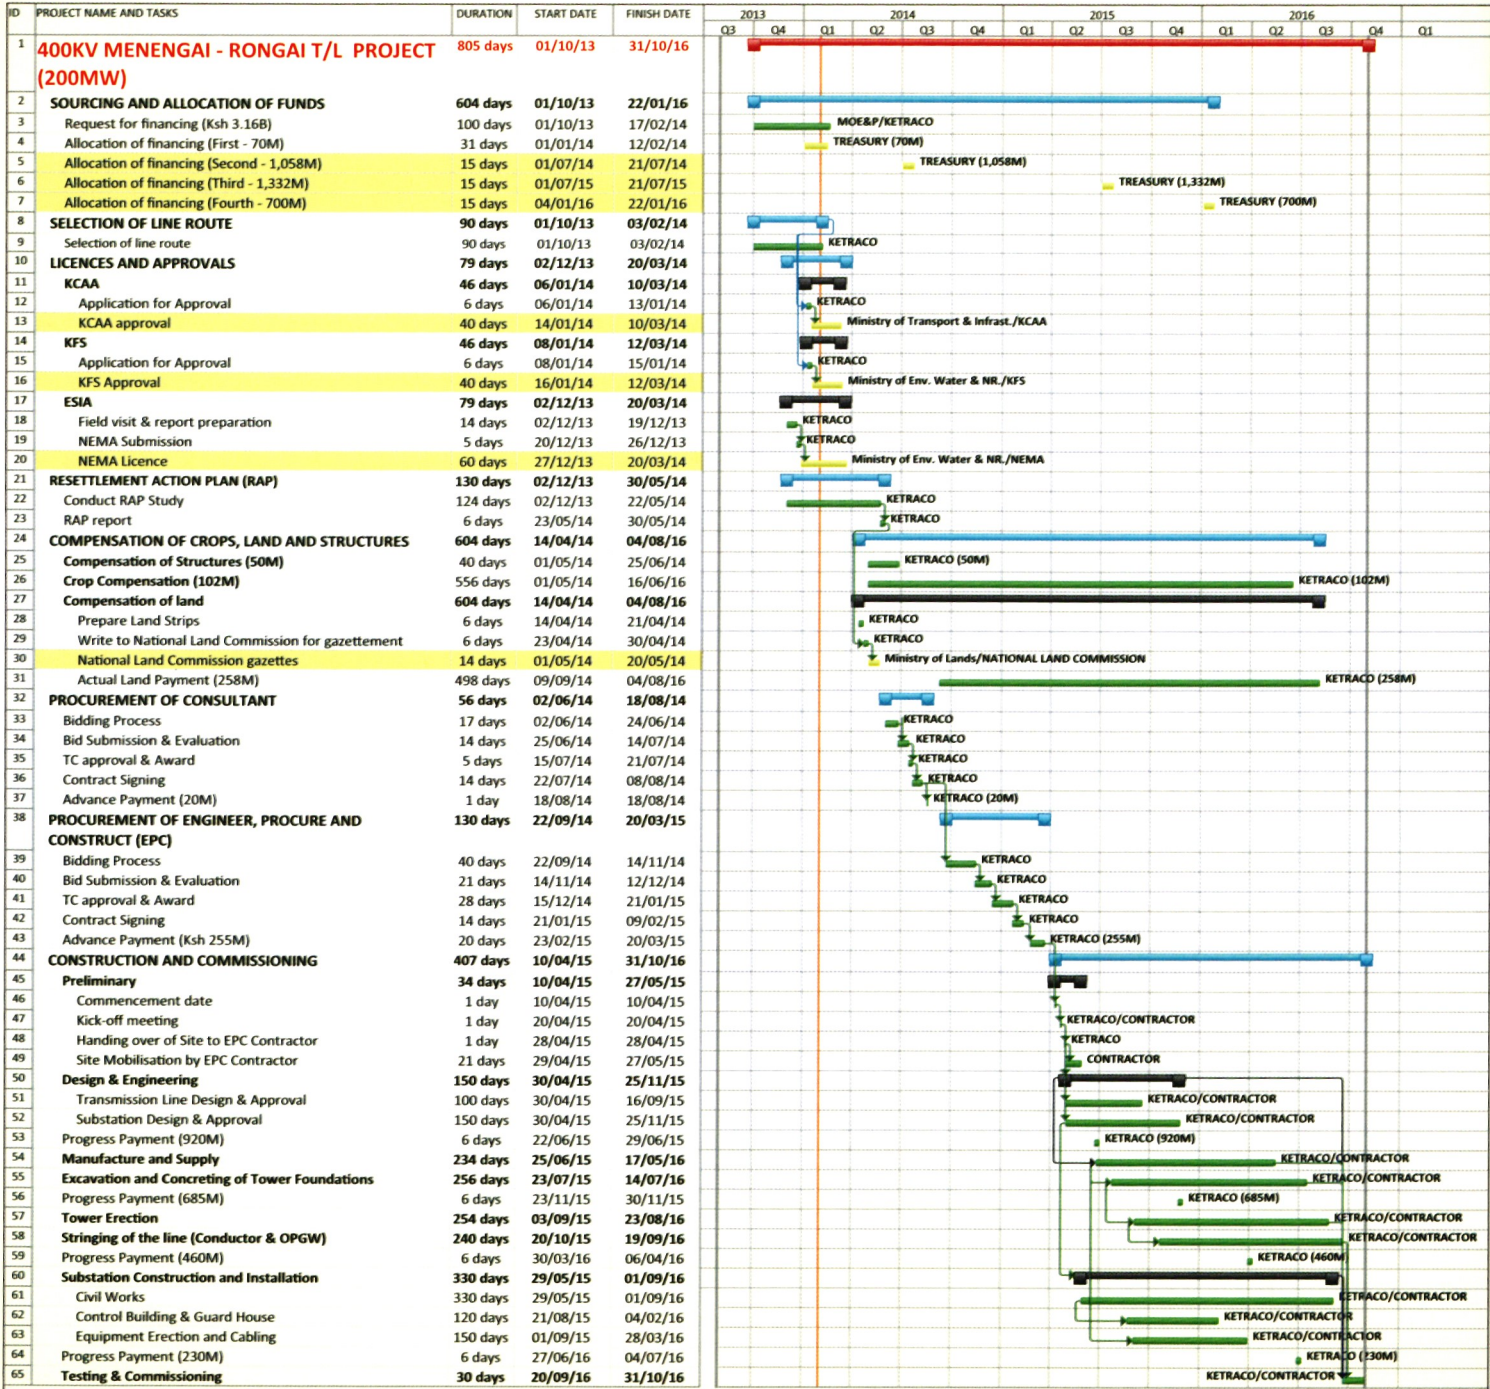 ID PROJECT NAME AND TASKS DURATION START DATE FINISH DATE 2013 2014 2015 2016
Q3 Q4 Q1 Q2 Q3 Q4 Q1 Q2 Q3 Q4 Q1 Q2 Q3 Q4 Q1
1 400KV MENENGAI - RONGAI T/L PROJECT 805 days 01/10/13 31/10/16
(200MW)
2 SOURCING AND ALLOCATION OF FUNDS 604 days 01/10/13 22/01/16
3 Request for financing (Ksh 3.16B) 100 days 01/10/13 17/02/14 MOE&P/KETRACO
4 Allocation of financing (First - 70M) 31 days 01/01/14 12/02/14 TREASURY (70M)
5 Allocation of financing (Second - 1,058M) 15 days 01/07/14 21/07/14 TREASURY (1,058M)
6 Allocation of financing (Third - 1,332M) 15 days 01/07/15 21/07/15 TREASURY (1,332M)
7 Allocation of financing (Fourth - 700M) 15 days 04/01/16 22/01/16 TREASURY (700M)
8 SELECTION OF LINE ROUTE 90 days 01/10/13 03/02/14
9 Selection of line route 90 days 01/10/13 03/02/14 KETRACO
10 LICENCES AND APPROVALS 79 days 02/12/13 20/03/14
11 KCAA 46 days 06/01/14 10/03/14
12 Application for Approval 6 days 06/01/14 13/01/14 KETRACO
13 KCAA approval 40 days 14/01/14 10/03/14 Ministry of Transport & Infrast./KCAA
14 KFS 46 days 08/01/14 12/03/14
15 Application for Approval 6 days 08/01/14 15/01/14 KETRACO
16 KFS Approval 40 days 16/01/14 12/03/14 Ministry of Env. Water & NR./KFS
17 ESIA 79 days 02/12/13 20/03/14
18 Field visit & report preparation 14 days 02/12/13 19/12/13 KETRACO
19 NEMA Submission 5 days 20/12/13 26/12/13 KETRACO
20 NEMA Licence 60 days 27/12/13 20/03/14 Ministry of Env. Water & NR./NEMA
21 RESETTLEMENT ACTION PLAN (RAP) 130 days 02/12/13 30/05/14
22 Conduct RAP Study 124 days 02/12/13 22/05/14 KETRACO
23 RAP report 6 days 23/05/14 30/05/14 KETRACO
24 COMPENSATION OF CROPS, LAND AND STRUCTURES 604 days 14/04/14 04/08/16
25 Compensation of Structures (50M) 40 days 01/05/14 25/06/14 KETRACO (50M)
26 Crop Compensation (102M) 556 days 01/05/14 16/06/16 KETRACO (102M)
27 Compensation of land 604 days 14/04/14 04/08/16
28 Prepare Land Strips 6 days 14/04/14 21/04/14 KETRACO
29 Write to National Land Commission for gazettement 6 days 23/04/14 30/04/14 KETRACO
30 National Land Commission gazettes 14 days 01/05/14 20/05/14 Ministry of Lands/NATIONAL LAND COMMISSION
31 Actual Land Payment (258M) 498 days 09/09/14 04/08/16 KETRACO (258M)
32 PROCUREMENT OF CONSULTANT 56 days 02/06/14 18/08/14
33 Bidding Process 17 days 02/06/14 24/06/14 KETRACO
34 Bid Submission & Evaluation 14 days 25/06/14 14/07/14 KETRACO
35 TC approval & Award 5 days 15/07/14 21/07/14 KETRACO
36 Contract Signing 14 days 22/07/14 08/08/14 KETRACO
37 Advance Payment (20M) 1 day 18/08/14 18/08/14 KETRACO (20M)
38 PROCUREMENT OF ENGINEER, PROCURE AND 130 days 22/09/14 20/03/15
CONSTRUCT (EPC)
39 Bidding Process 40 days 22/09/14 14/11/14 KETRACO
40 Bid Submission & Evaluation 21 days 14/11/14 12/12/14 KETRACO
41 TC approval & Award 28 days 15/12/14 21/01/15 KETRACO
42 Contract Signing 14 days 21/01/15 09/02/15 KETRACO
43 Advance Payment (Ksh 255M) 20 days 23/02/15 20/03/15 KETRACO (255M)
44 CONSTRUCTION AND COMMISSIONING 407 days 10/04/15 31/10/16
45 Preliminary 34 days 10/04/15 27/05/15
46 Commencement date 1 day 10/04/15 10/04/15
47 Kick-off meeting 1 day 20/04/15 20/04/15 KETRACO/CONTRACTOR
48 Handing over of Site to EPC Contractor 1 day 28/04/15 28/04/15 KETRACO
49 Site Mobilisation by EPC Contractor 21 days 29/04/15 27/05/15 CONTRACTOR
50 Design & Engineering 150 days 30/04/15 25/11/15
51 Transmission Line Design & Approval 100 days 30/04/15 16/09/15 KETRACO/CONTRACTOR
52 Substation Design & Approval 150 days 30/04/15 25/11/15 KETRACO/CONTRACTOR
53 Progress Payment (920M) 6 days 22/06/15 29/06/15 KETRACO (920M)
54 Manufacture and Supply 234 days 25/06/15 17/05/16 KETRACO/CONTRACTOR
55 Excavation and Concreting of Tower Foundations 256 days 23/07/15 14/07/16 KETRACO/CONTRACTOR
56 Progress Payment (685M) 6 days 23/11/15 30/11/15 KETRACO (685M)
57 Tower Erection 254 days 03/09/15 23/08/16 KETRACO/CONTRACTOR
58 Stringing of the line (Conductor & OPGW) 240 days 20/10/15 19/09/16 KETRACO/CONTRACTOR
59 Progress Payment (460M) 6 days 30/03/16 06/04/16 KETRACO (460M)
60 Substation Construction and Installation 330 days 29/05/15 01/09/16
61 Civil Works 330 days 29/05/15 01/09/16 KETRACO/CONTRACTOR
62 Control Building & Guard House 120 days 21/08/15 04/02/16 KETRACO/CONTRACTOR
63 Equipment Erection and Cabling 150 days 01/09/15 28/03/16 KETRACO/CONTRACTOR
64 Progress Payment (230M) 6 days 27/06/16 04/07/16 KETRACO (230M)
65 Testing & Commissioning 30 days 20/09/16 31/10/16 KETRACO/CONTRACTOR